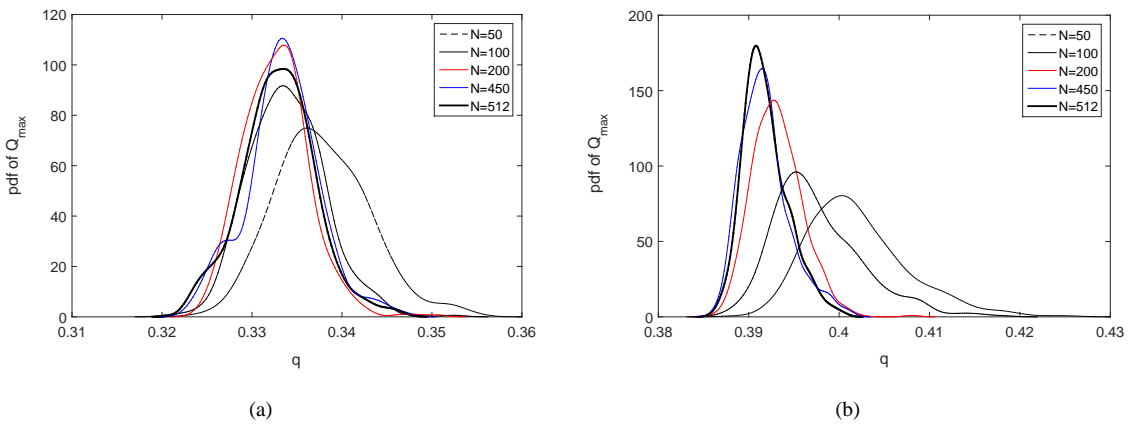 120
100
80
60
40
20
0
pdf of Q_max
0.31 0.32 0.33 0.34 0.35 0.36
q
N=50
N=100
N=200
N=450
N=512
(a)
200
150
100
50
0
pdf of Q_max
0.38 0.39 0.4 0.41 0.42 0.43
q
N=50
N=100
N=200
N=450
N=512
(b)